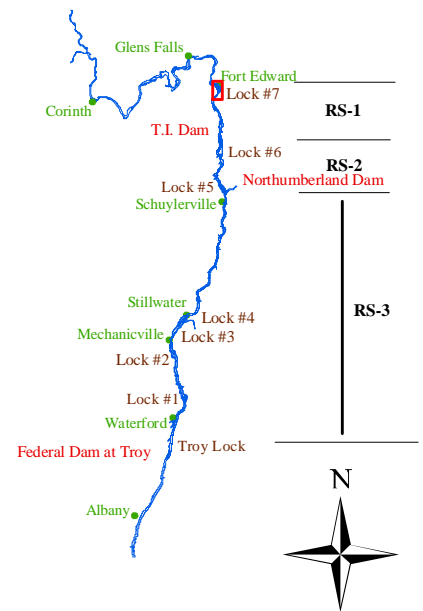 Glens Falls
Fort Edward
Lock #7
Corinth
RS-1
T.I. Dam
Lock #6
RS-2
Northumberland Dam
Lock #5
Schuylerville
Stillwater
RS-3
Lock #4
Mechanicville
Lock #3
Lock #2
Lock #1
Waterford
Troy Lock
Federal Dam at Troy
N
Albany